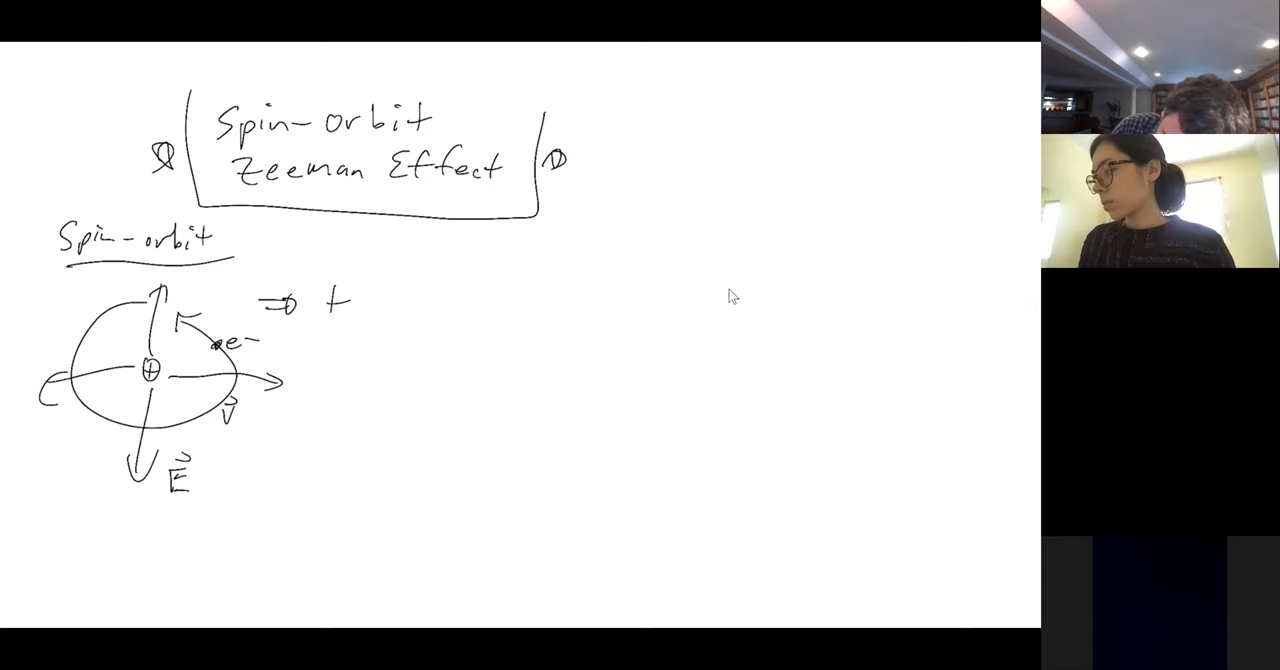 Spin-orbit
Zeeman Effect
Spin-orbit
⇒ +
e-
+
V
E